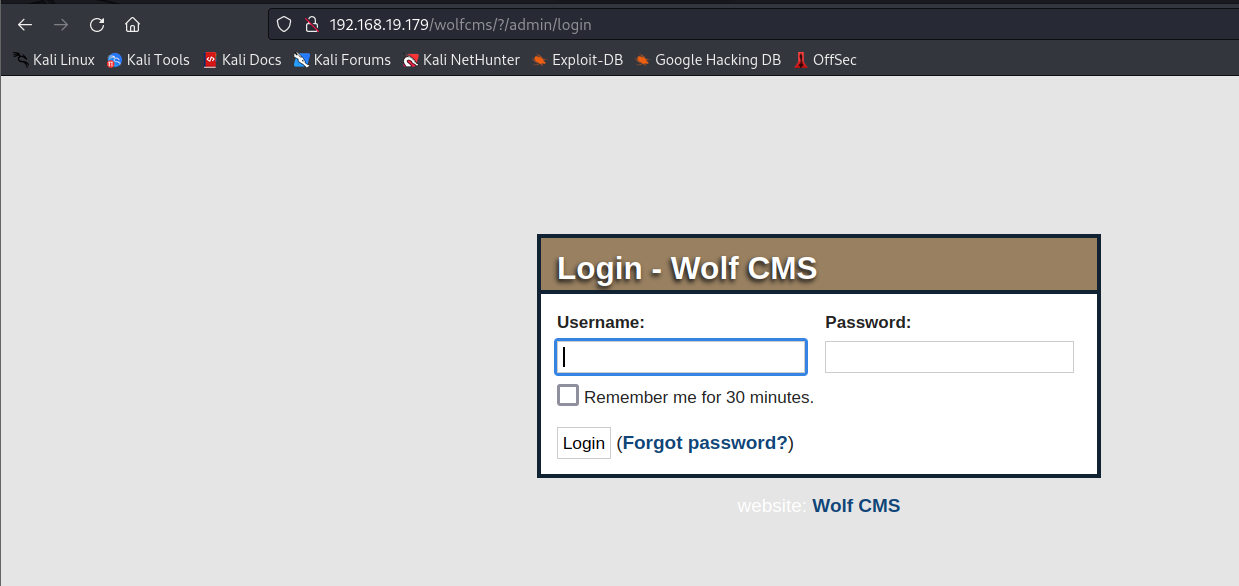 192.168.19.179/wolfcms/?/admin/login
Kali Linux Kali Tools Kali Docs Kali Forums Kali NetHunter Exploit-DB Google Hacking DB OffSec
Login - Wolf CMS
Username: Password:
Remember me for 30 minutes.
Login (Forgot password?)
website: Wolf CMS